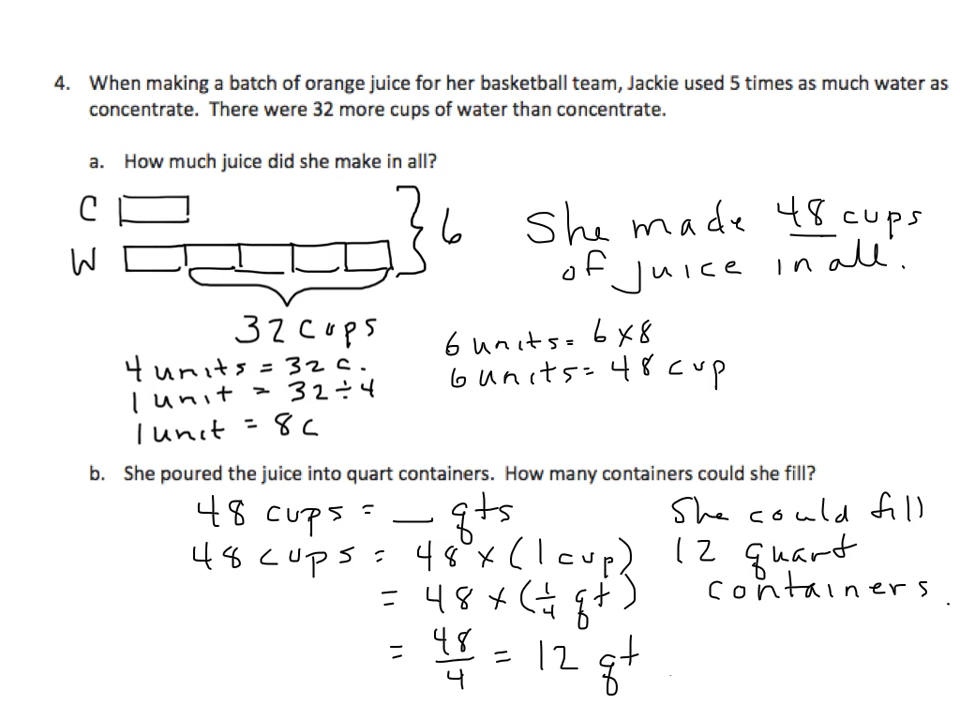 4. When making a batch of orange juice for her basketball team, Jackie used 5 times as much water as
concentrate. There were 32 more cups of water than concentrate.
a. How much juice did she make in all?
C
W
6
32 cups
4 units = 32 c.
1 unit = 32 ÷ 4
1 unit = 8 c
She made 48 cups
of juice in all.
6 units = 6 x 8
6 units = 48 cup
b. She poured the juice into quart containers. How many containers could she fill?
48 cups = _ qts
48 cups = 48 x (1 cup)
= 48 x (1/4 qt)
= 48/4 = 12 qt
She could fill
12 quart
containers.